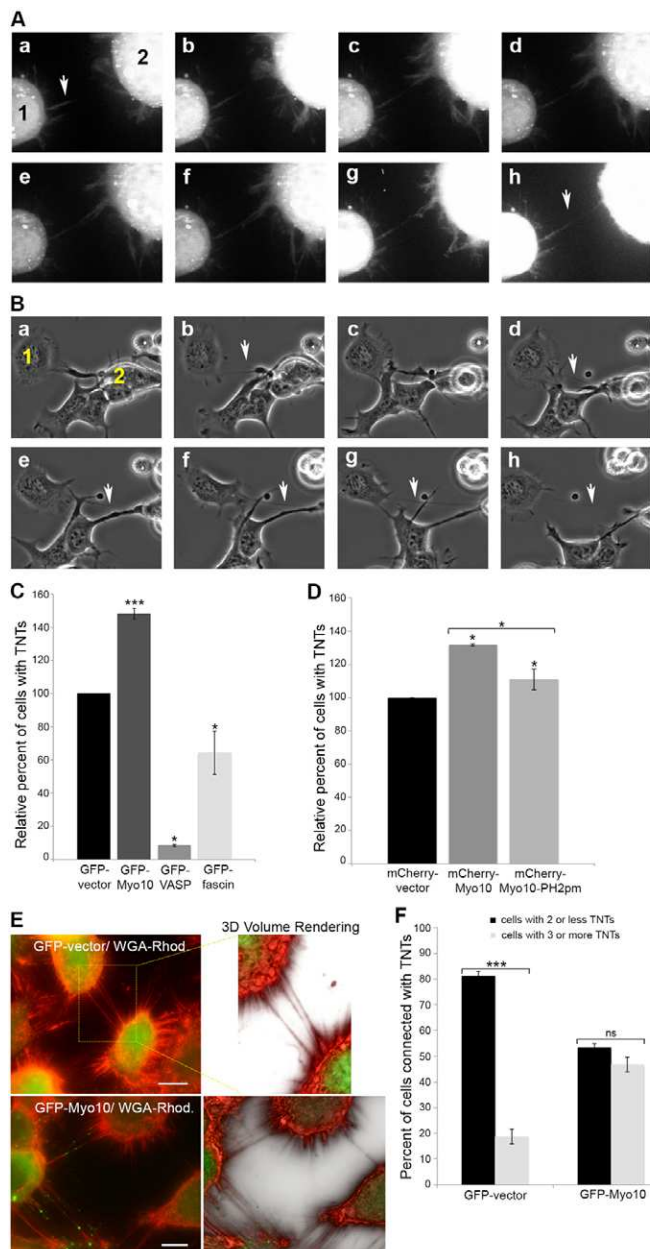 A
a
b
c
d
1
2
e
f
g
h
B
a
b
c
d
1
2
e
f
g
h
C
Relative percent of cells with TNTs
160
140
120
100
80
60
40
20
0
***
*
*
GFP-vector
GFP-Myo10
GFP-VASP
GFP-fascin
D
Relative percent of cells with TNTs
160
140
120
100
80
60
40
20
0
*
*
*
mCherry-vector
mCherry-Myo10
mCherry-Myo10-PH2pm
E
3D Volume Rendering
GFP-vector/ WGA-Rhod.
GFP-Myo10/ WGA-Rhod.
F
cells with 2 or less TNTs
cells with 3 or more TNTs
Percent of cells connected with TNTs
90
80
70
60
50
40
30
20
10
0
***
ns
GFP-vector
GFP-Myo10